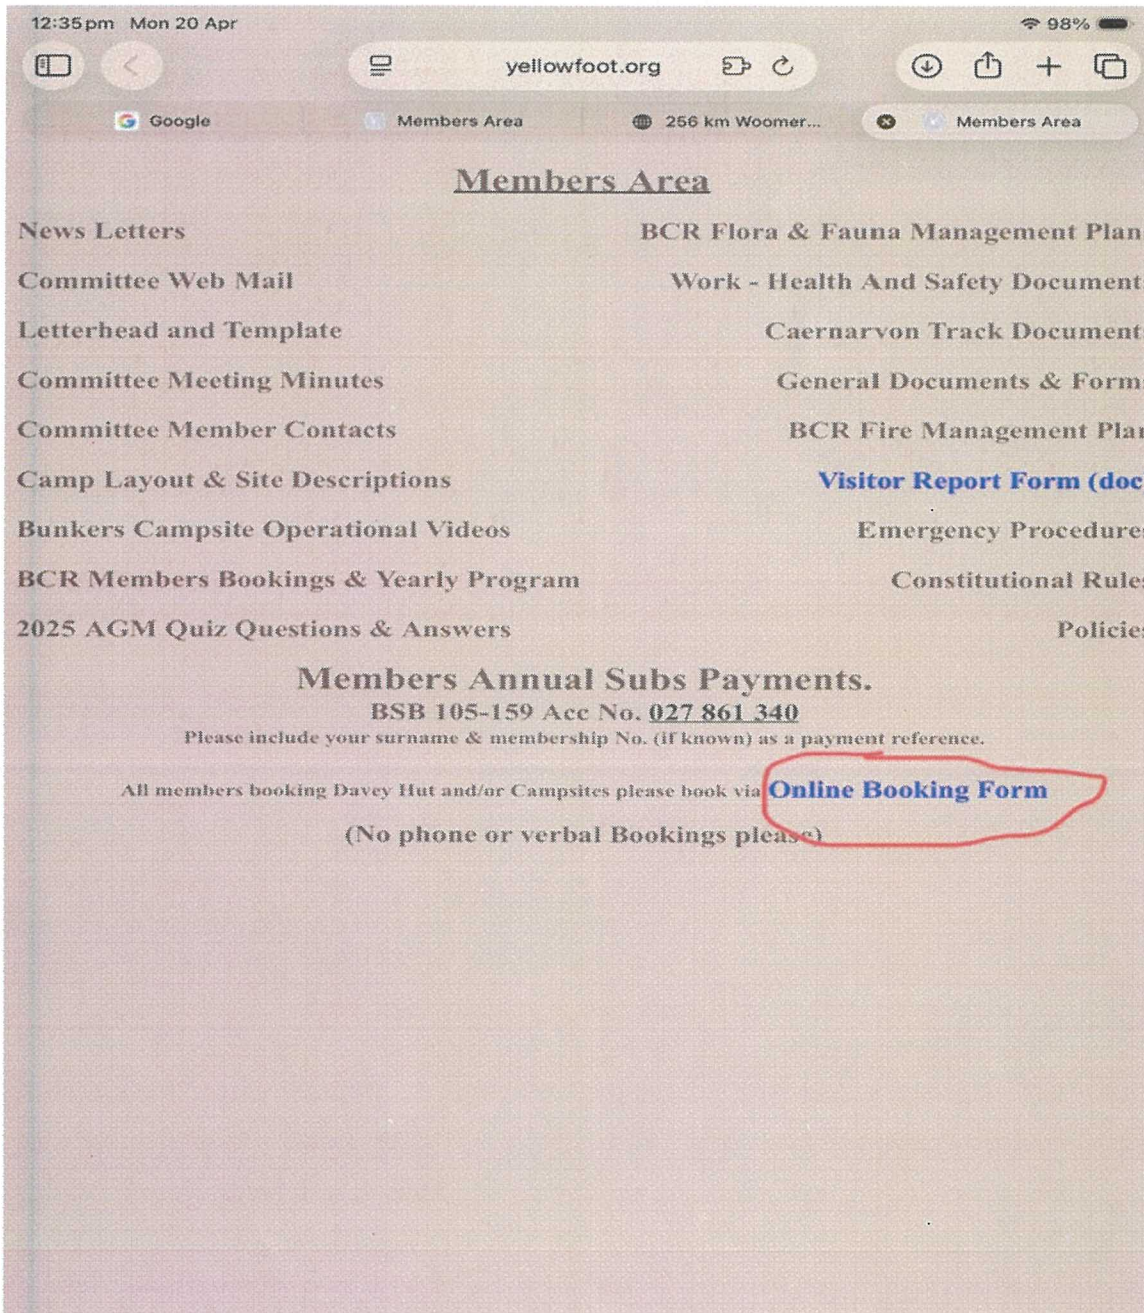 12:35 pm Mon 20 Apr 98%
yellowfoot.org
Google Members Area 256 km Woomer... Members Area
Members Area
News Letters BCR Flora & Fauna Management Plan
Committee Web Mail Work - Health And Safety Document
Letterhead and Template Caernarvon Track Document
Committee Meeting Minutes General Documents & Form
Committee Member Contacts BCR Fire Management Plan
Camp Layout & Site Descriptions Visitor Report Form (doc
Bunkers Campsite Operational Videos Emergency Procedure
BCR Members Bookings & Yearly Program Constitutional Rule
2025 AGM Quiz Questions & Answers Policie
Members Annual Subs Payments.
BSB 105-159 Acc No. 027 861 340
Please include your surname & membership No. (if known) as a payment reference.
All members booking Davey Hut and/or Campsites please book via Online Booking Form
(No phone or verbal Bookings please)